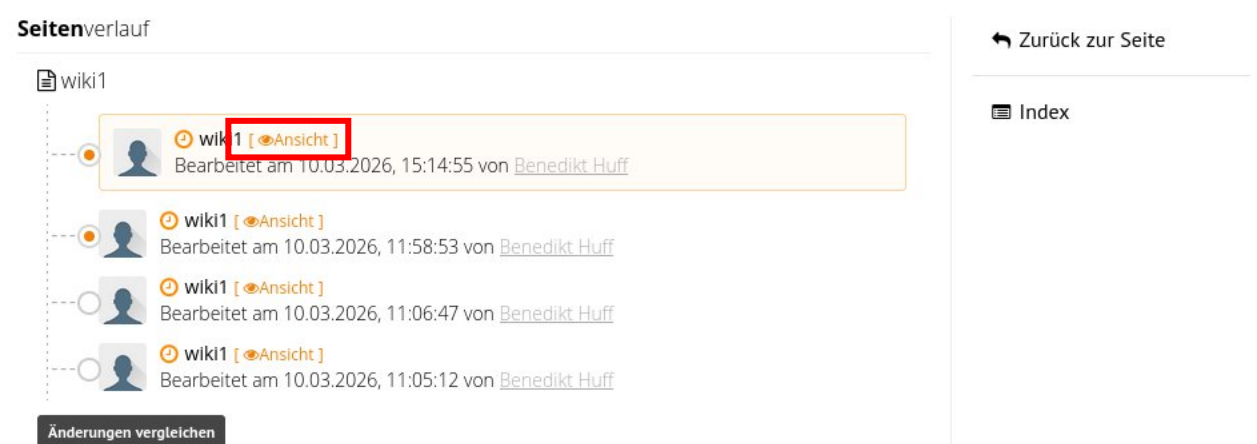 Seitenverlauf
wiki1
wiki1 [ Ansicht ]
Bearbeitet am 10.03.2026, 15:14:55 von Benedikt Huff
wiki1 [ Ansicht ]
Bearbeitet am 10.03.2026, 11:58:53 von Benedikt Huff
wiki1 [ Ansicht ]
Bearbeitet am 10.03.2026, 11:06:47 von Benedikt Huff
wiki1 [ Ansicht ]
Bearbeitet am 10.03.2026, 11:05:12 von Benedikt Huff
Änderungen vergleichen
Zurück zur Seite
Index